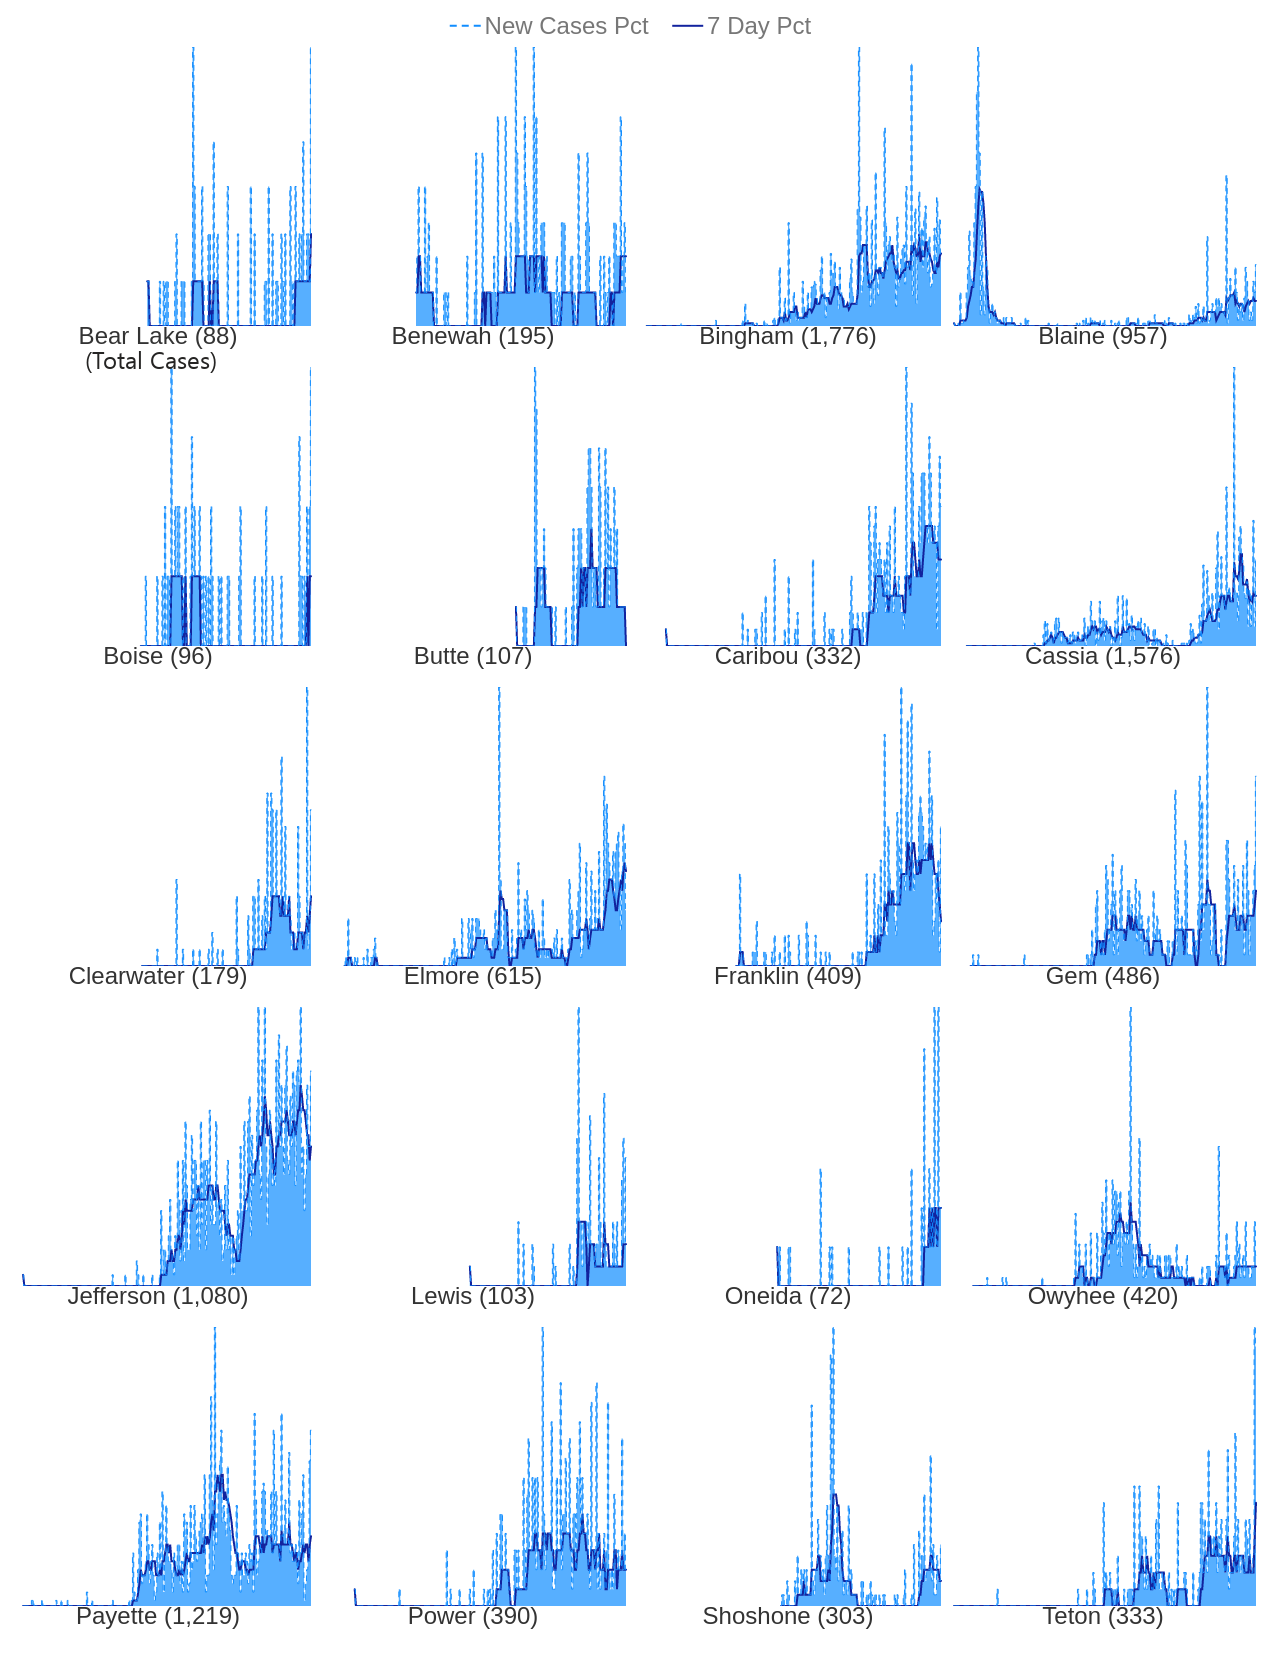 New Cases Pct 7 Day Pct
Bear Lake (88) Benewah (195) Bingham (1,776) Blaine (957)
(Total Cases)
Boise (96) Butte (107) Caribou (332) Cassia (1,576)
Clearwater (179) Elmore (615) Franklin (409) Gem (486)
Jefferson (1,080) Lewis (103) Oneida (72) Owyhee (420)
Payette (1,219) Power (390) Shoshone (303) Teton (333)